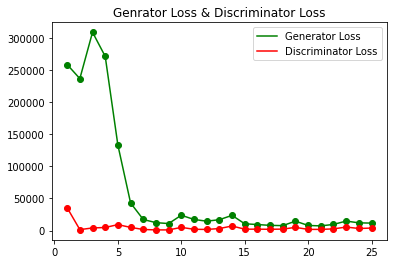 Genrator Loss & Discriminator Loss
Generator Loss
Discriminator Loss
300000
250000
200000
150000
100000
50000
0
0 5 10 15 20 25